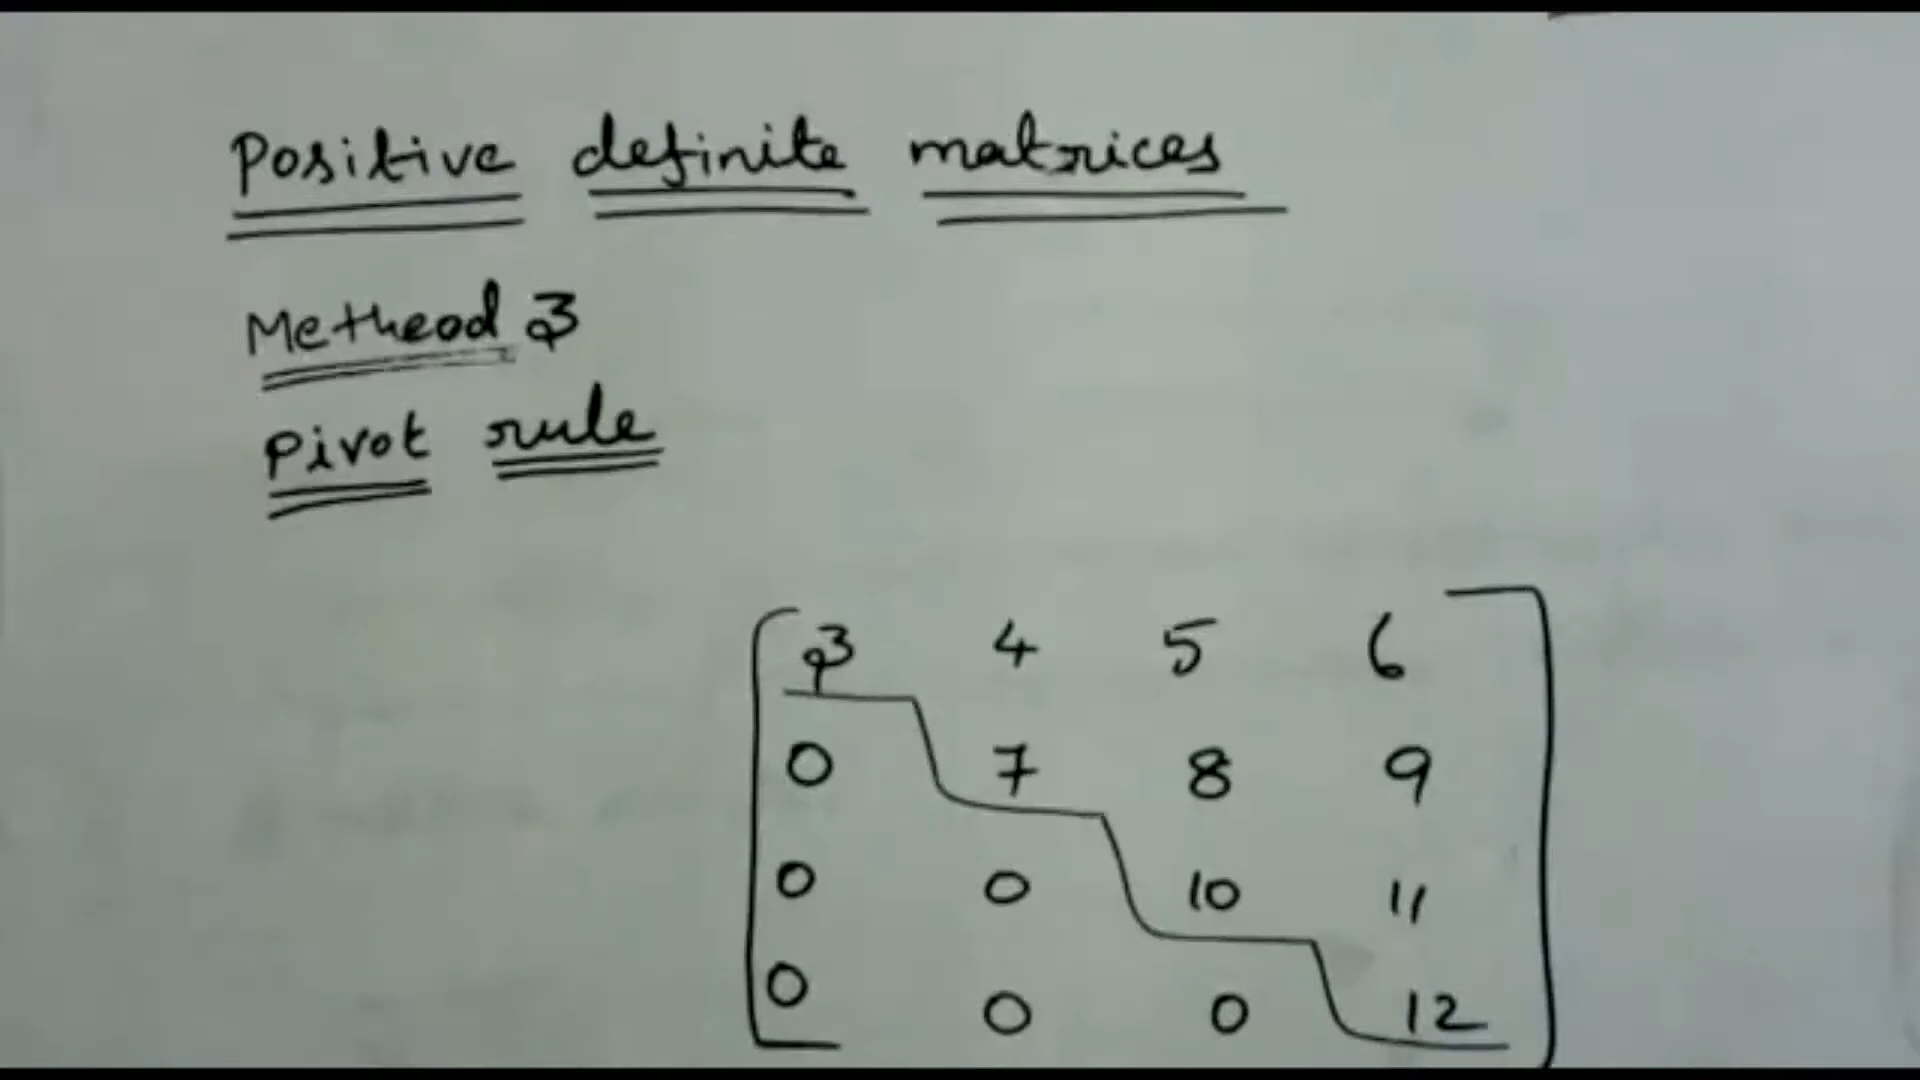 Positive definite matrices
Metheod 3
Pivot rule
3 4 5 6
0 7 8 9
0 0 10 11
0 0 0 12